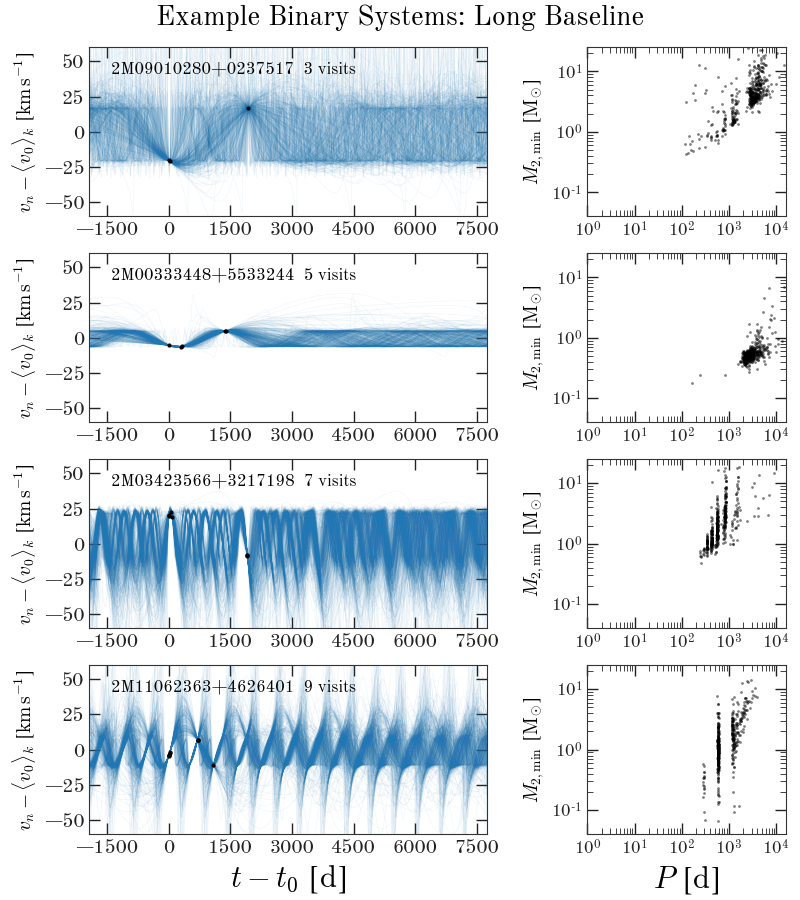 Example Binary Systems: Long Baseline
2M09010280+0237517 3 visits
v_n − ⟨v_0⟩_k [km s^−1]
50
25
0
−25
−50
−1500 0 1500 3000 4500 6000 7500
M_2, min [M_⊙]
10^1
10^0
10^-1
10^0 10^1 10^2 10^3 10^4
2M00333448+5533244 5 visits
v_n − ⟨v_0⟩_k [km s^−1]
50
25
0
−25
−50
−1500 0 1500 3000 4500 6000 7500
M_2, min [M_⊙]
10^1
10^0
10^-1
10^0 10^1 10^2 10^3 10^4
2M03423566+3217198 7 visits
v_n − ⟨v_0⟩_k [km s^−1]
50
25
0
−25
−50
−1500 0 1500 3000 4500 6000 7500
M_2, min [M_⊙]
10^1
10^0
10^-1
10^0 10^1 10^2 10^3 10^4
2M11062363+4626401 9 visits
v_n − ⟨v_0⟩_k [km s^−1]
50
25
0
−25
−50
−1500 0 1500 3000 4500 6000 7500
t − t_0 [d]
M_2, min [M_⊙]
10^1
10^0
10^-1
10^0 10^1 10^2 10^3 10^4
P [d]